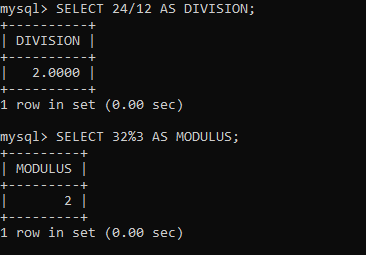 mysql> SELECT 24/12 AS DIVISION;
+----------+
| DIVISION |
+----------+
|   2.0000 |
+----------+
1 row in set (0.00 sec)

mysql> SELECT 32%3 AS MODULUS;
+---------+
| MODULUS |
+---------+
|       2 |
+---------+
1 row in set (0.00 sec)